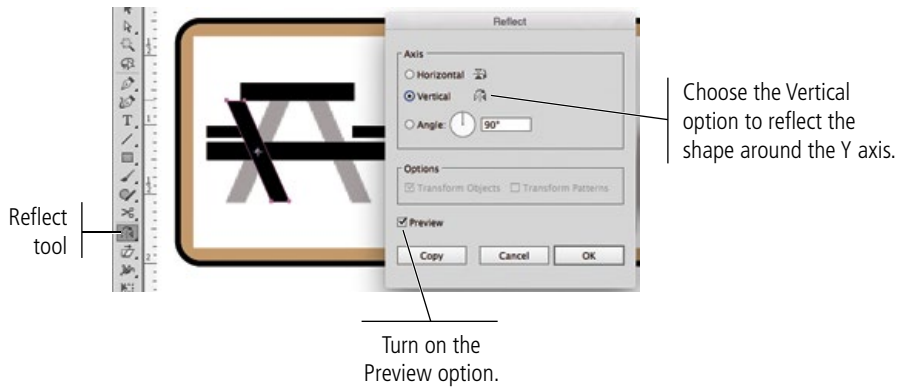 Reflect
Axis
Horizontal
Vertical
Angle: 90°
Options
Transform Objects Transform Patterns
Preview
Copy Cancel OK
Choose the Vertical
option to reflect the
shape around the Y axis.
Reflect
tool
Turn on the
Preview option.